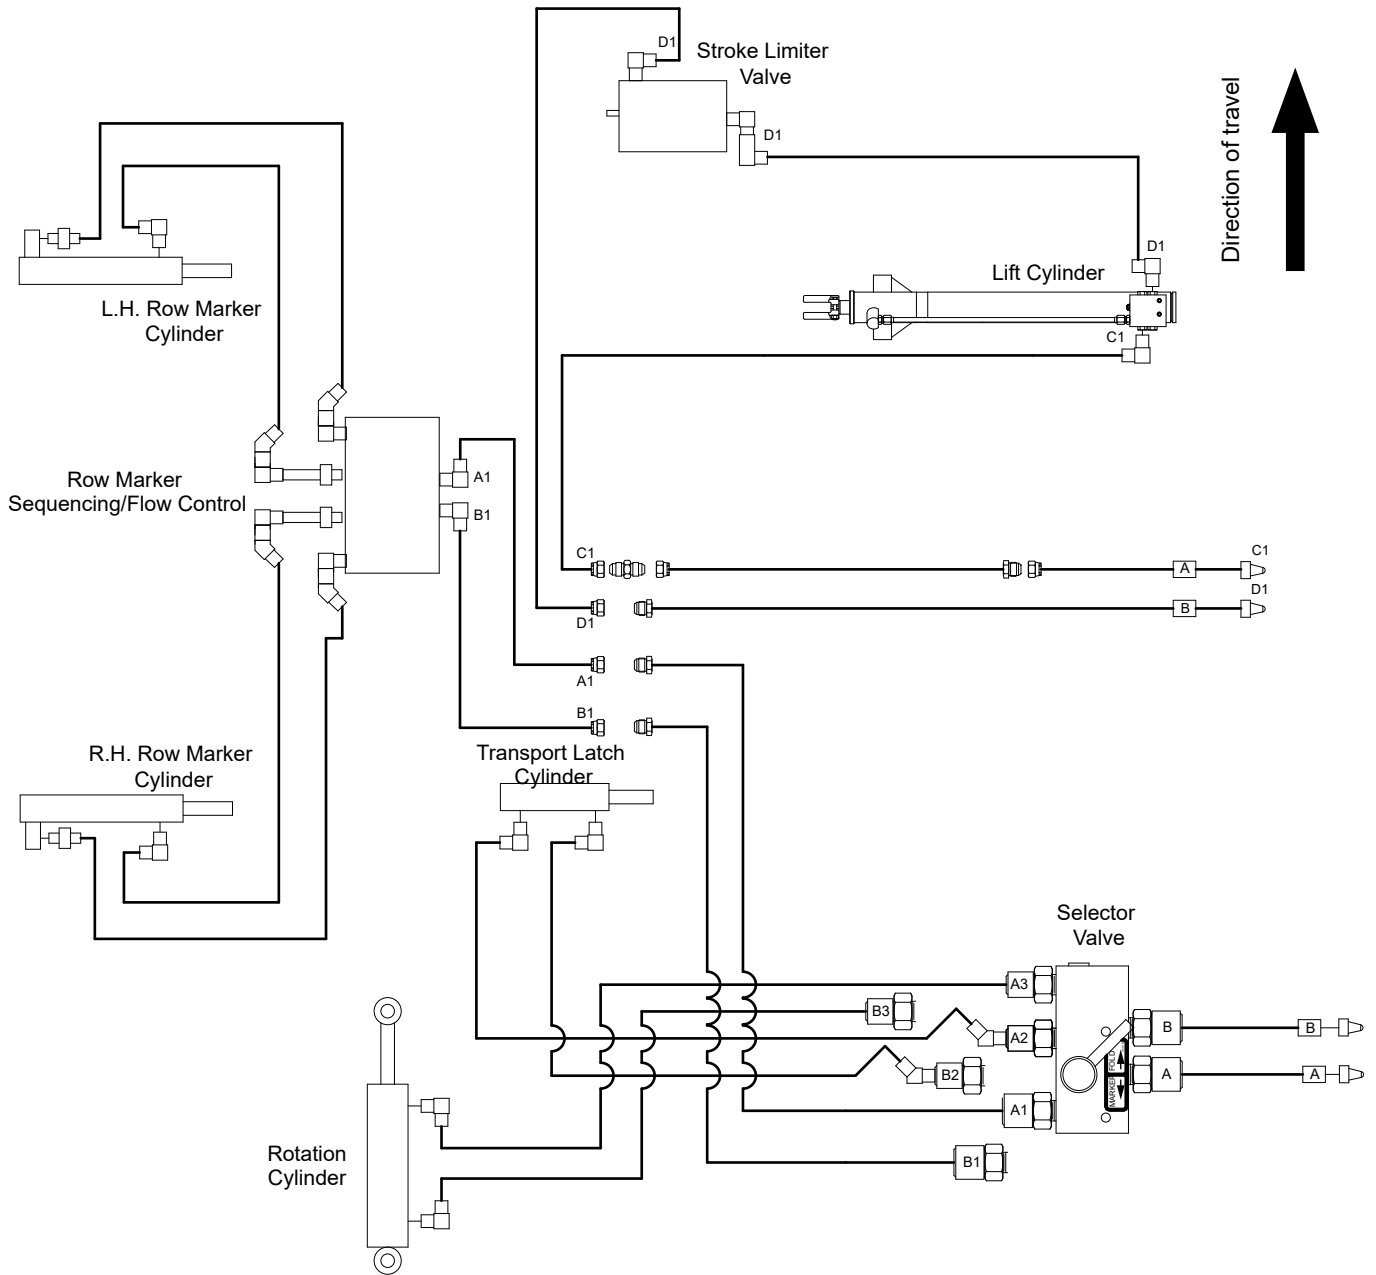 D1
Stroke Limiter
Valve
D1
Direction of travel
D1
Lift Cylinder
L.H. Row Marker
Cylinder
C1
Row Marker
Sequencing/Flow Control
A1
B1
C1
A
C1
D1
B
D1
A1
B1
R.H. Row Marker
Cylinder
Transport Latch
Cylinder
Selector
Valve
A3
B3
A2
B
B
B2
A
A
FOLD
MARKER
A1
B1
Rotation
Cylinder